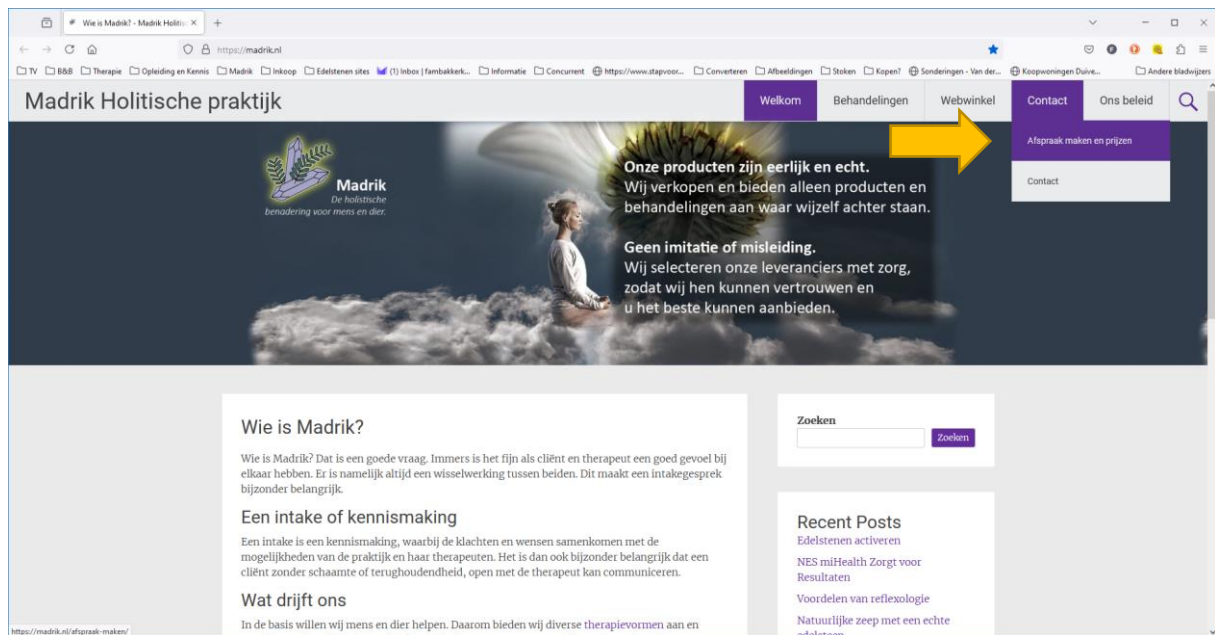 Wie is Madrik? - Madrik Holitis
https://madrik.nl
TV B&B Therapie Opleiding en Kennis Madrik Inkoop Edelstenen sites (1) Inbox | fambakkerk... Informatie Concurrent https://www.stapvoor... Converteren Afbeeldingen Stoken Kopen? Sonderingen - Van der... Koopwoningen Duive... Andere bladwijzers
Madrik Holitische praktijk
Welkom Behandelingen Webwinkel Contact Ons beleid
Afspraak maken en prijzen
Contact
Madrik
De holistische
benadering voor mens en dier.
Onze producten zijn eerlijk en echt.
Wij verkopen en bieden alleen producten en
behandelingen aan waar wijzelf achter staan.
Geen imitatie of misleiding.
Wij selecteren onze leveranciers met zorg,
zodat wij hen kunnen vertrouwen en
u het beste kunnen aanbieden.
Wie is Madrik?
Wie is Madrik? Dat is een goede vraag. Immers is het fijn als cliënt en therapeut een goed gevoel bij
elkaar hebben. Er is namelijk altijd een wisselwerking tussen beiden. Dit maakt een intakegesprek
bijzonder belangrijk.
Een intake of kennismaking
Een intake is een kennismaking, waarbij de klachten en wensen samenkomen met de
mogelijkheden van de praktijk en haar therapeuten. Het is dan ook bijzonder belangrijk dat een
cliënt zonder schaamte of terughoudendheid, open met de therapeut kan communiceren.
Wat drijft ons
In de basis willen wij mens en dier helpen. Daarom bieden wij diverse therapievormen aan en
Zoeken
Zoeken
Recent Posts
Edelstenen activeren
NES miHealth Zorgt voor
Resultaten
Voordelen van reflexologie
Natuurlijke zeep met een echte
edelsteen
https://madrik.nl/afspraak-maken/